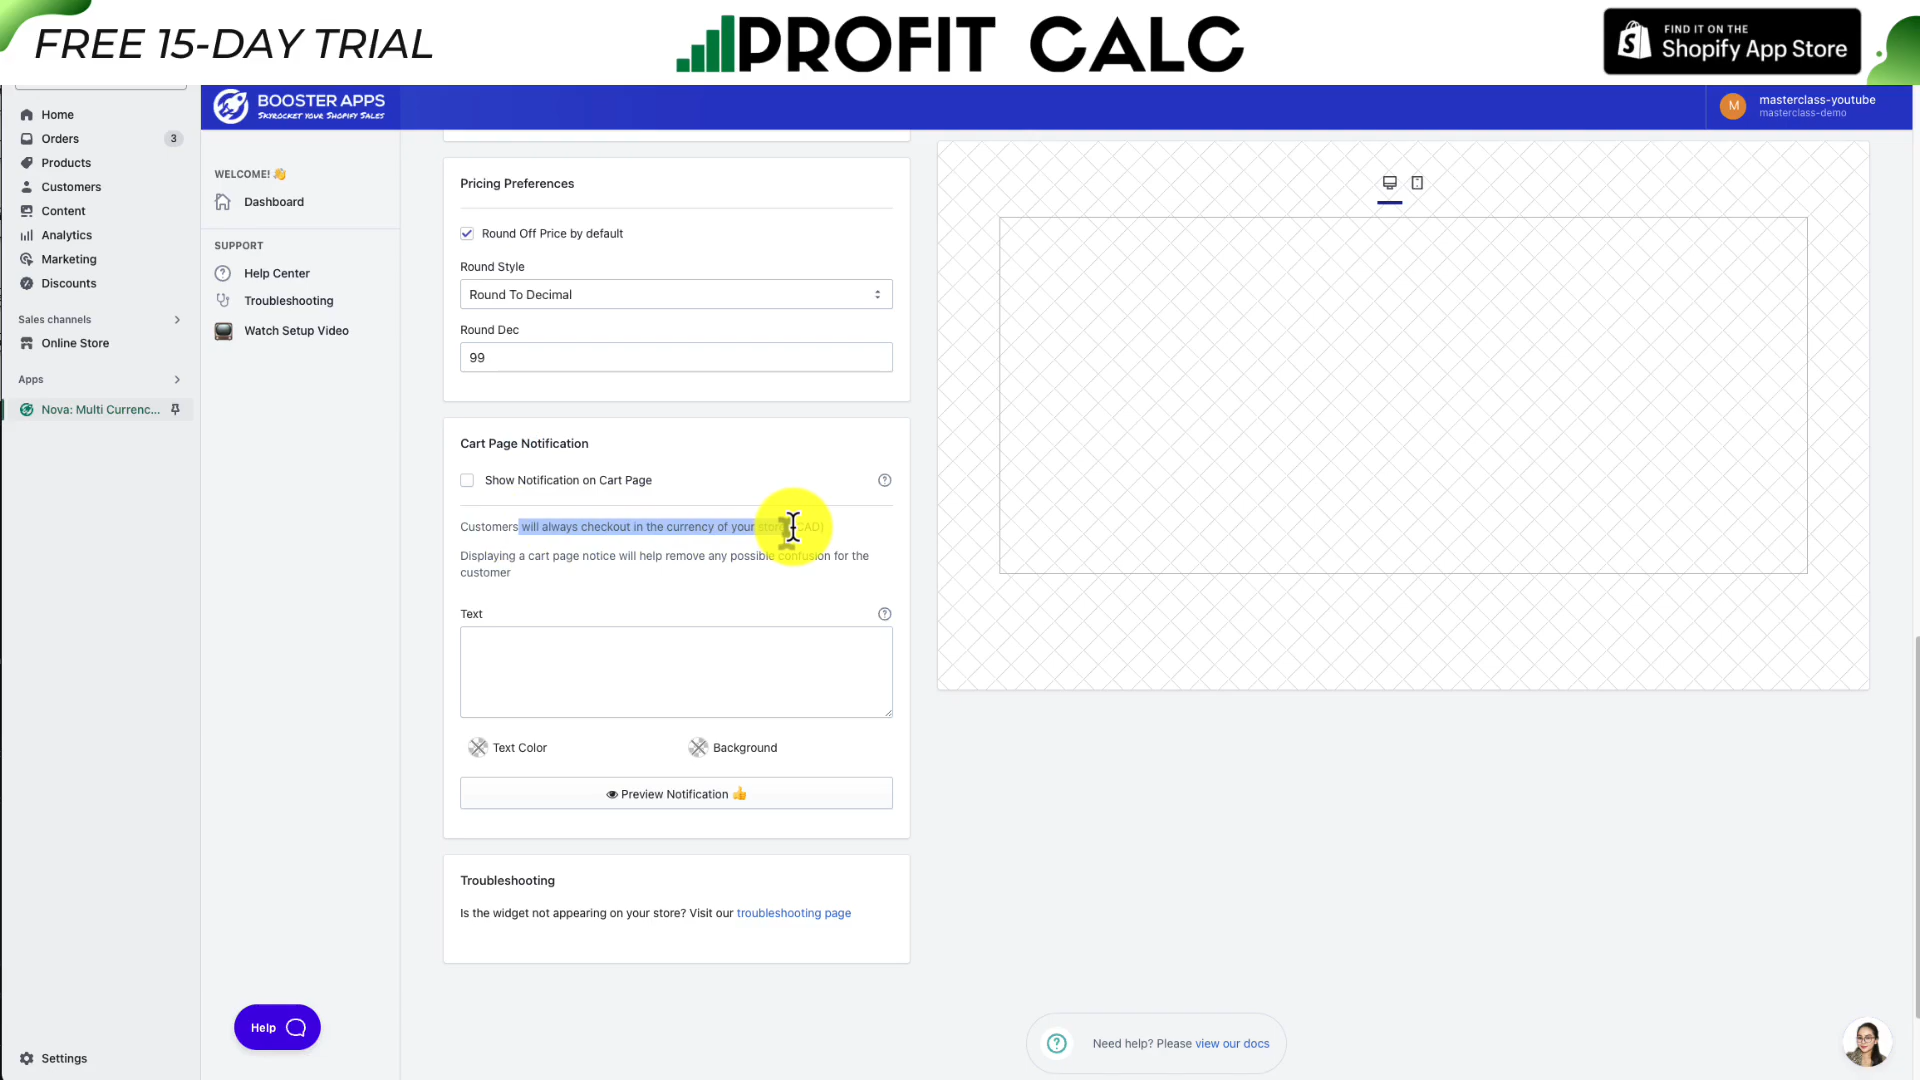 FREE 15-DAY TRIAL
PROFIT CALC
FIND IT ON THE
Shopify App Store
Home
Orders 3
Products
Customers
Content
Analytics
Marketing
Discounts
Sales channels
Online Store
Apps
Nova: Multi Currenc...
Settings
BOOSTER APPS
SKYROCKET YOUR SHOPIFY SALES
M
masterclass-youtube
masterclass-demo
WELCOME! 👋
Dashboard
SUPPORT
Help Center
Troubleshooting
Watch Setup Video
Help
Pricing Preferences
Round Off Price by default
Round Style
Round To Decimal
Round Dec
99
Cart Page Notification
Show Notification on Cart Page
Customers will always checkout in the currency of your store
Displaying a cart page notice will help remove any possible confusion for the
customer
Text
Text Color
Background
Preview Notification 👍
Troubleshooting
Is the widget not appearing on your store? Visit our troubleshooting page
Need help? Please view our docs